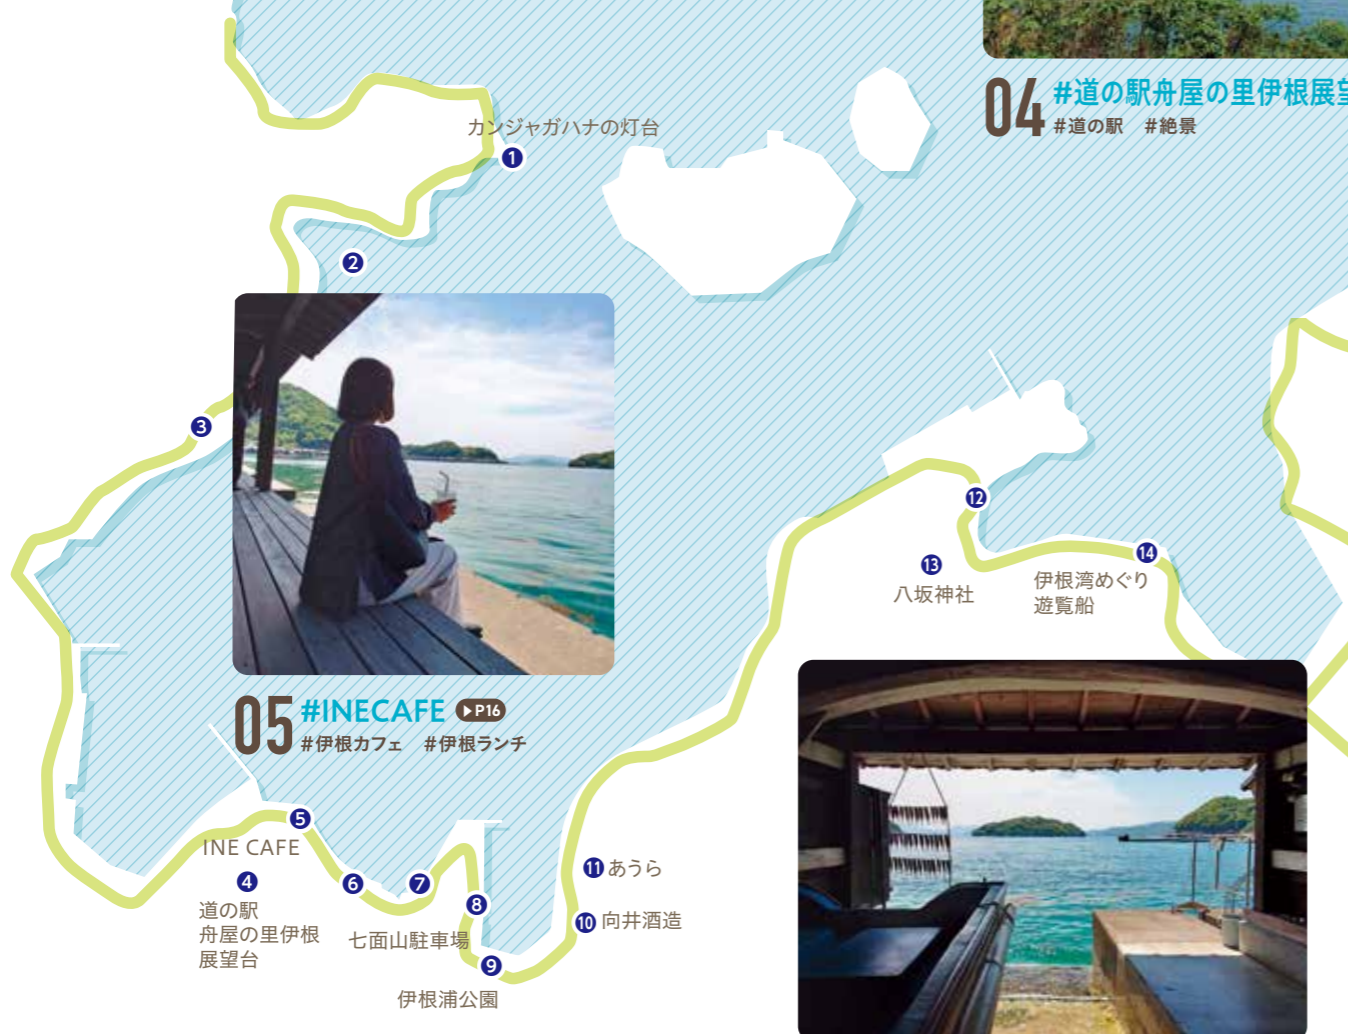 04 #道の駅舟屋の里伊根展
#道の駅 #絶景
カンジャガハナの灯台
1
2
3
05 #INECAFE ▶P16
#伊根カフェ #伊根ランチ
12
13
八坂神社
14
伊根湾めぐり
遊覧船
5
INE CAFE
4
道の駅
舟屋の里伊根
展望台
6
7
七面山駐車場
8
9
伊根浦公園
11 あうら
10 向井酒造